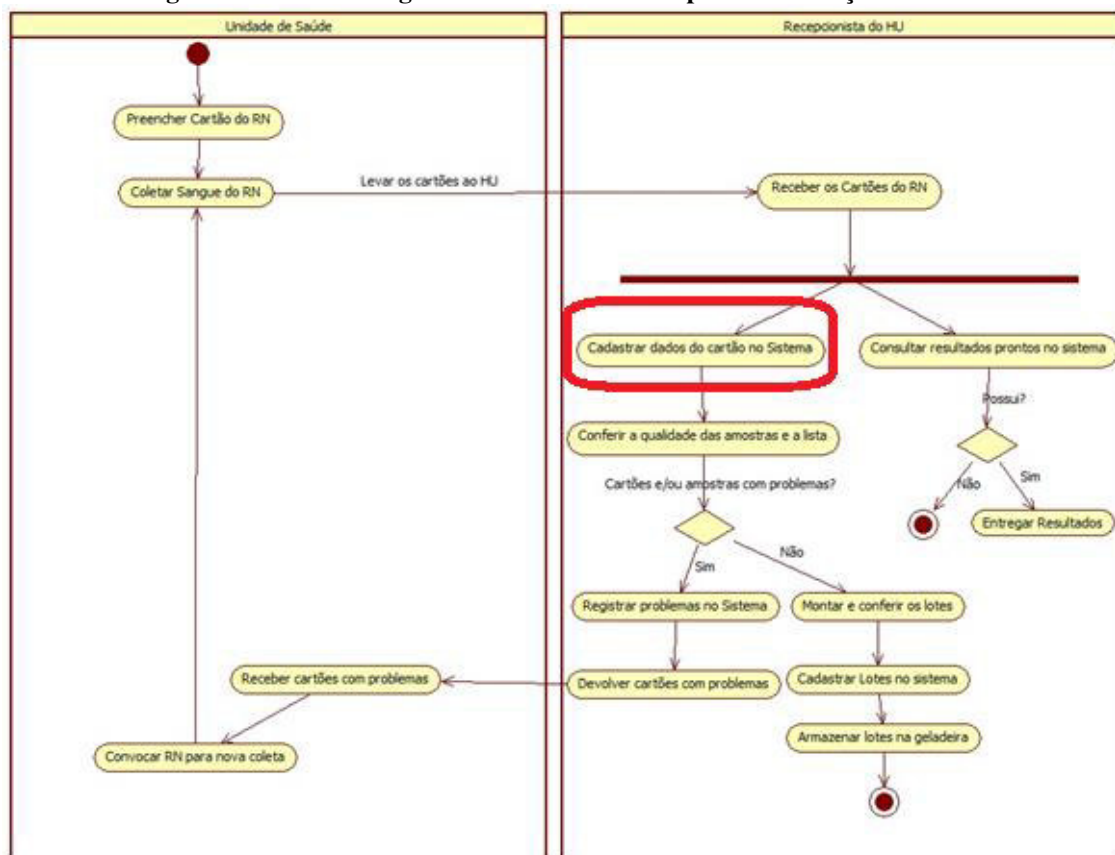 Unidade de Saúde
Recepcionista do HU
Preencher Cartão do RN
Coletar Sangue do RN
Levar os cartões ao HU
Receber os Cartões do RN
Cadastrar dados do cartão no Sistema
Consultar resultados prontos no sistema
Possui?
Conferir a qualidade das amostras e a lista
Cartões e/ou amostras com problemas?
Não
Sim
Entregar Resultados
Sim
Não
Registrar problemas no Sistema
Montar e conferir os lotes
Receber cartões com problemas
Devolver cartões com problemas
Cadastrar Lotes no sistema
Armazenar lotes na geladeira
Convocar RN para nova coleta